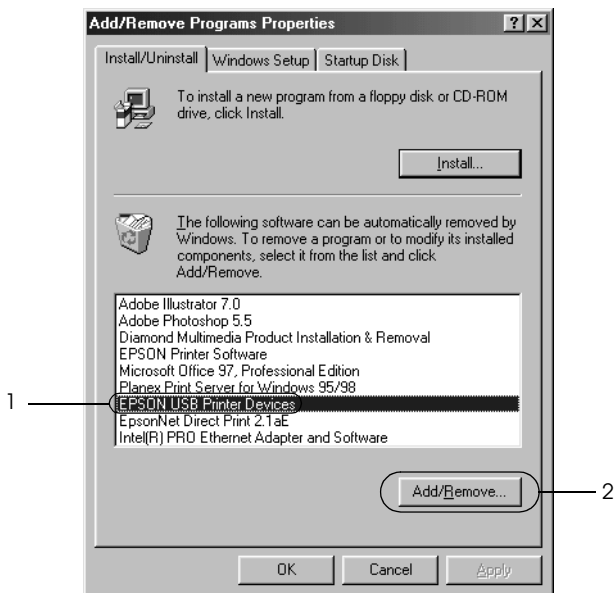 Add/Remove Programs Properties
Install/Uninstall Windows Setup Startup Disk
To install a new program from a floppy disk or CD-ROM
drive, click Install.
Install...
The following software can be automatically removed by
Windows. To remove a program or to modify its installed
components, select it from the list and click
Add/Remove.
Adobe Illustrator 7.0
Adobe Photoshop 5.5
Diamond Multimedia Product Installation & Removal
EPSON Printer Software
Microsoft Office 97, Professional Edition
Planex Print Server for Windows 95/98
1
EPSON USB Printer Devices
EpsonNet Direct Print 2.1aE
Intel(R) PRO Ethernet Adapter and Software
Add/Remove...
2
OK Cancel Apply